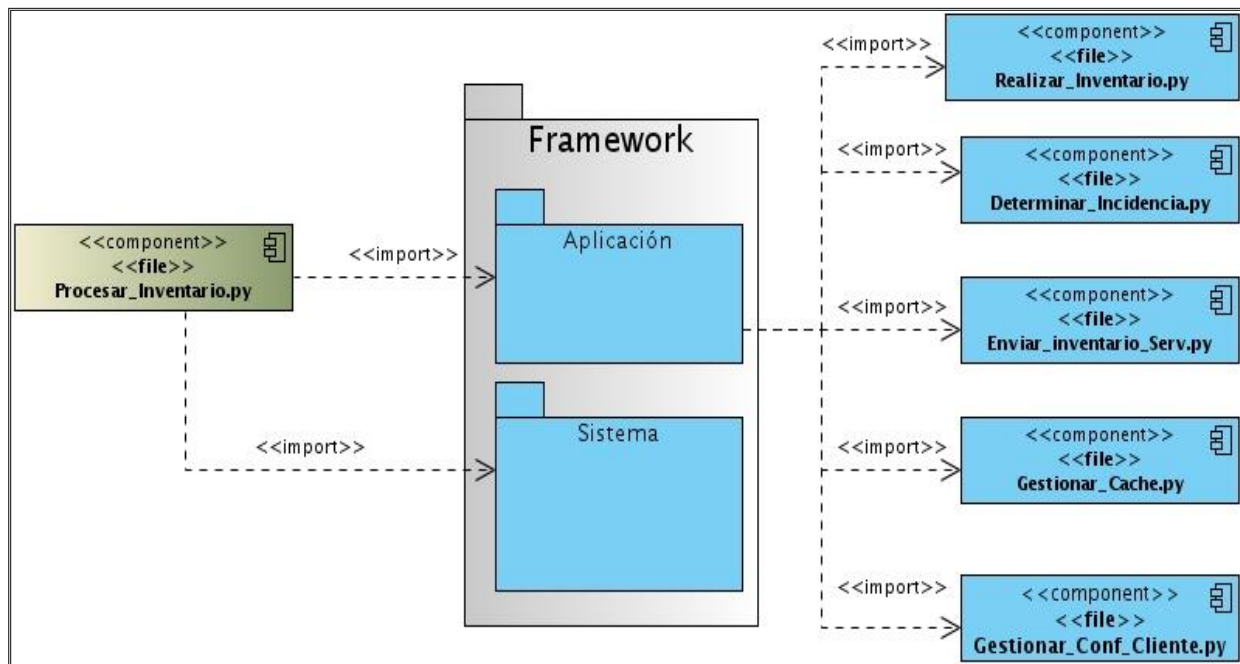 <<component>>
<<file>>
Procesar_Inventario.py
<<import>>
<<import>>
Framework
Aplicación
Sistema
<<import>>
<<component>>
<<file>>
Realizar_Inventario.py
<<import>>
<<component>>
<<file>>
Determinar_Incidencia.py
<<import>>
<<component>>
<<file>>
Enviar_inventario_Serv.py
<<import>>
<<component>>
<<file>>
Gestionar_Cache.py
<<import>>
<<component>>
<<file>>
Gestionar_Conf_Cliente.py